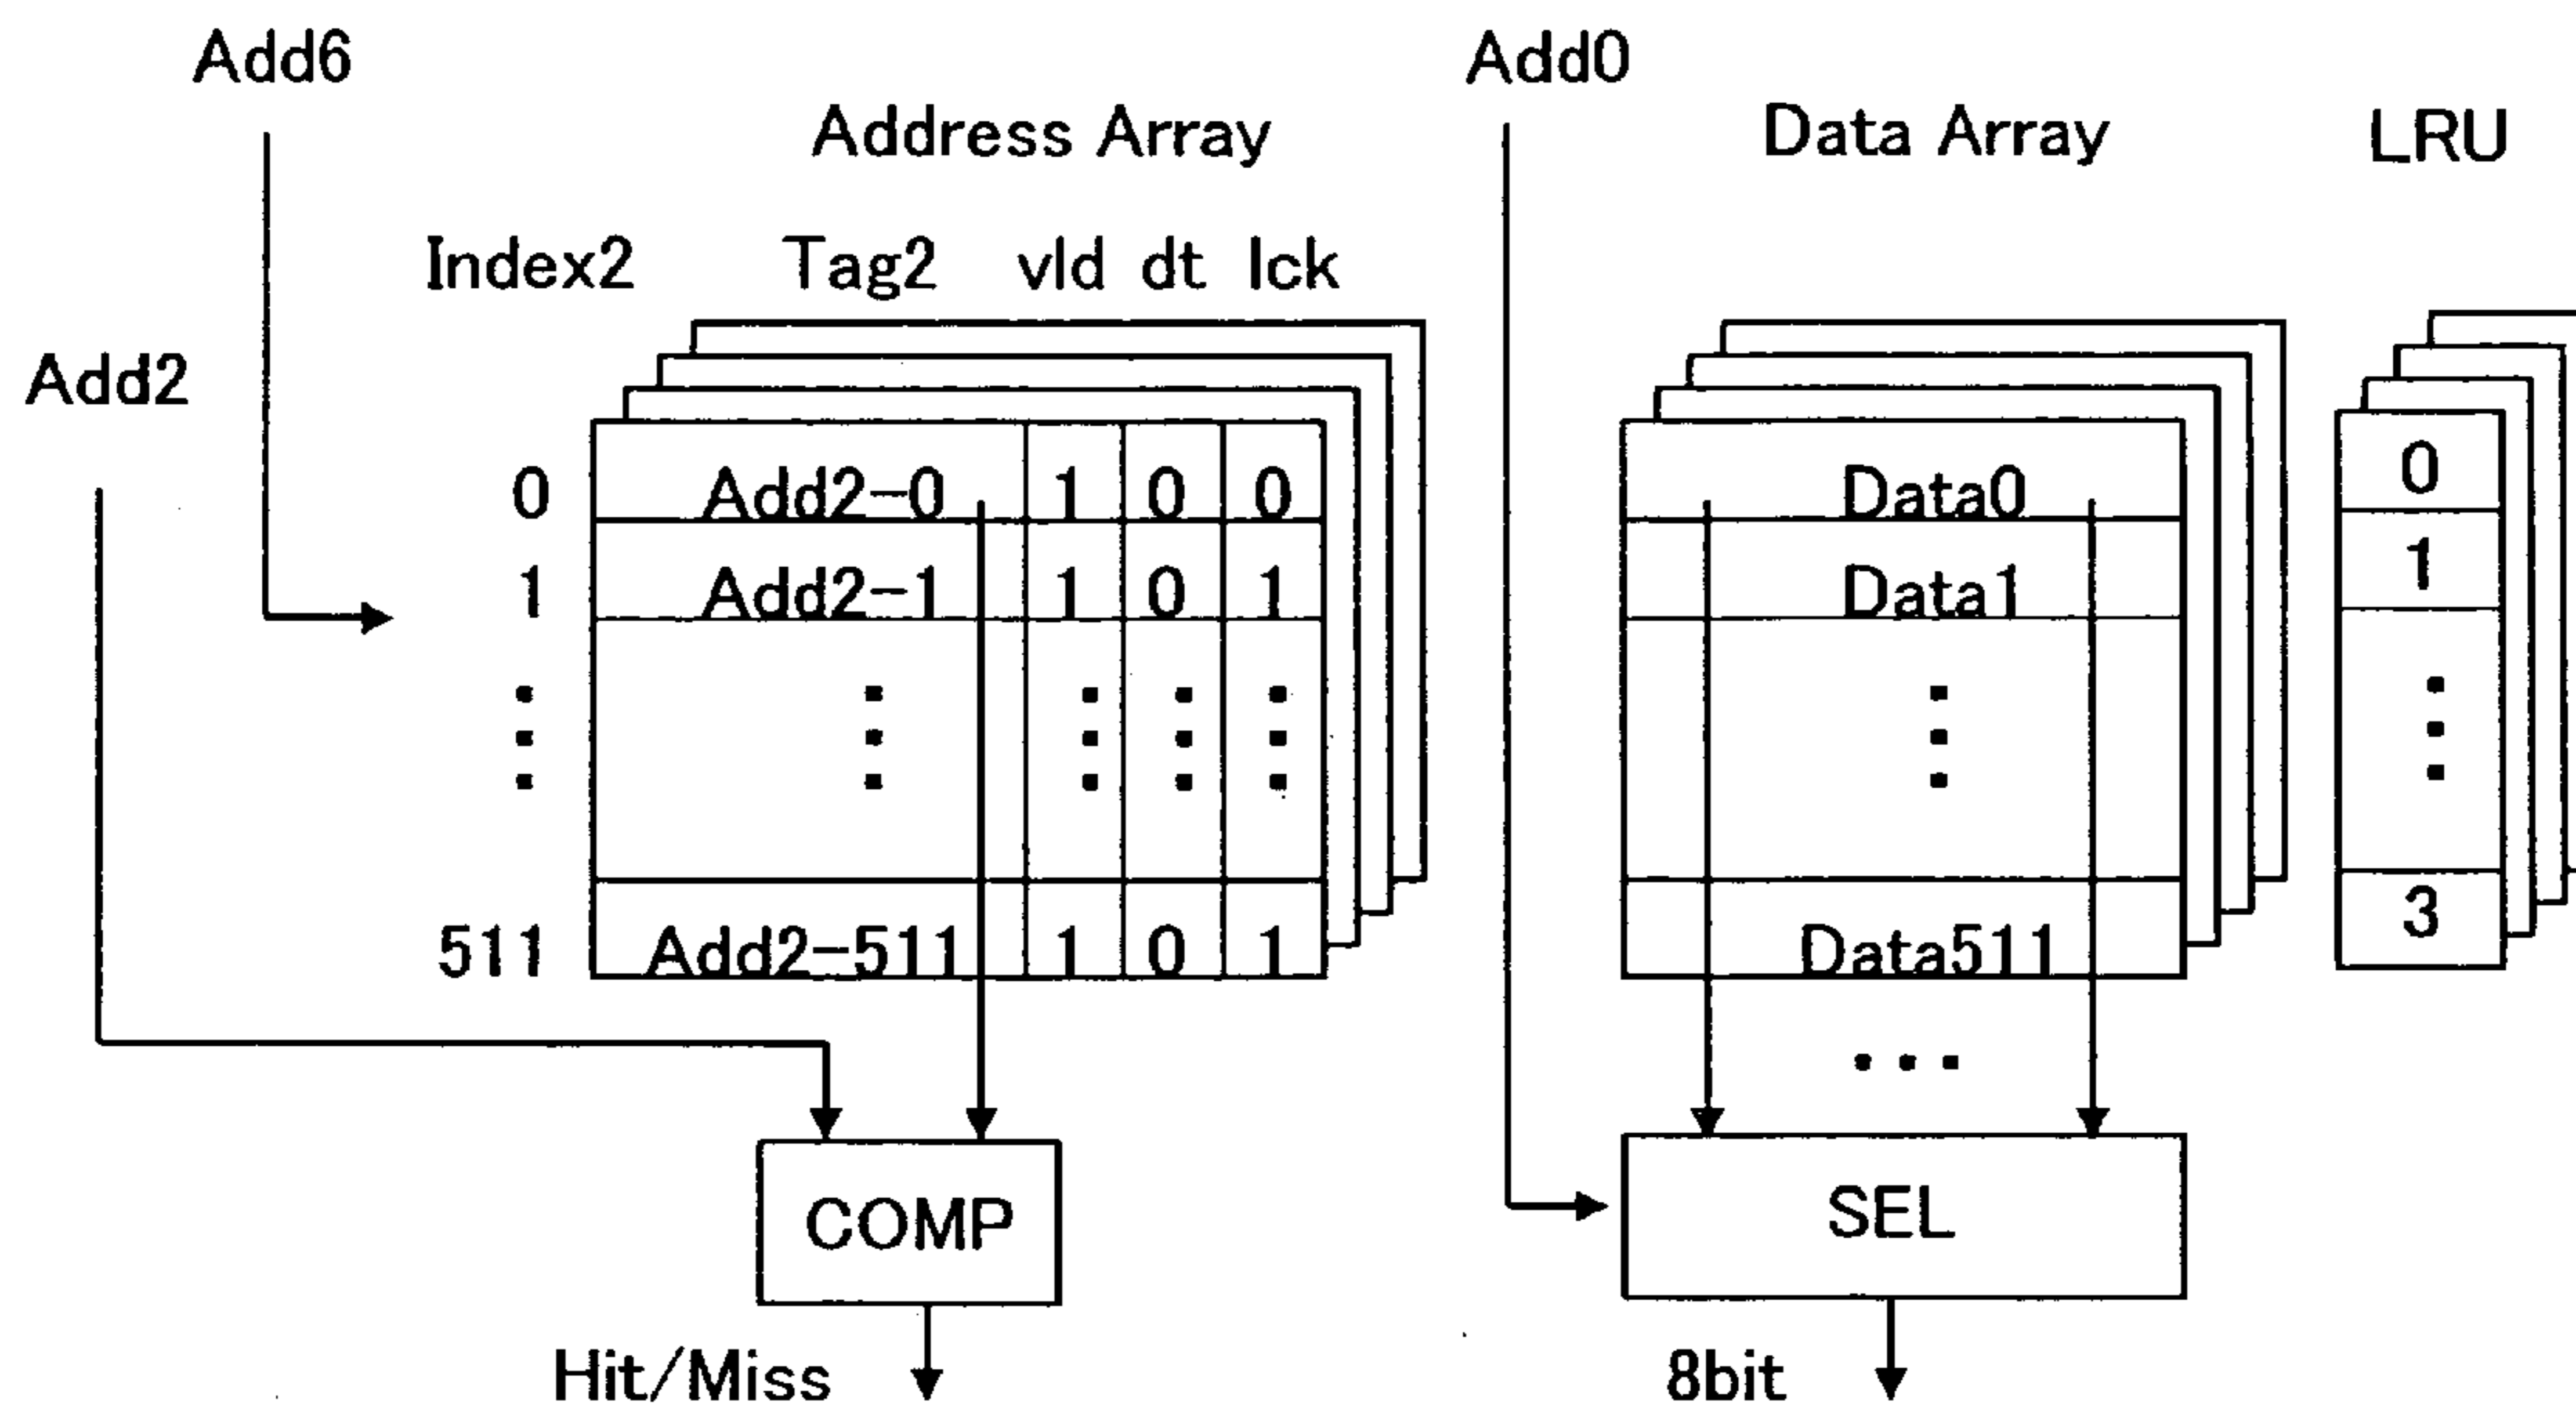 Add6 Add0
Address Array Data Array LRU
Index2 Tag2 vld dt lck
Add2
0 Add2-0 1 0 0 Data0 0
1 Add2-1 1 0 1 Data1 1
511 Add2-511 1 0 1 Data511 3
COMP SEL
Hit/Miss 8bit